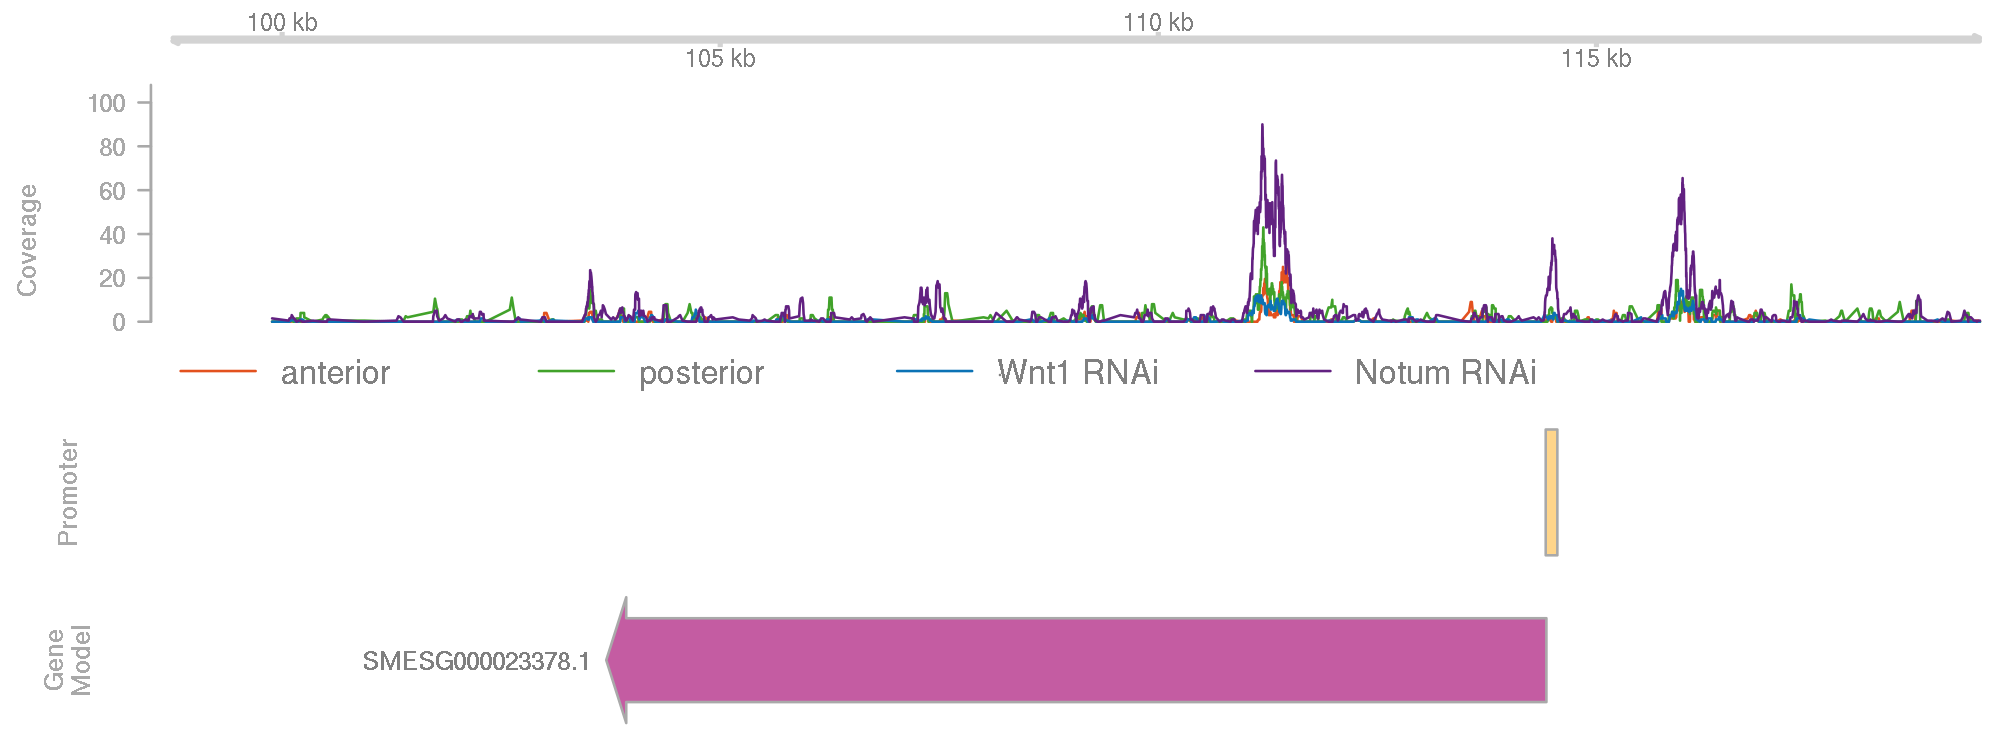 100 kb
110 kb
105 kb
115 kb
Coverage
100
80
60
40
20
0
anterior
posterior
Wnt1 RNAi
Notum RNAi
Promoter
Gene
Model
SMESG000023378.1